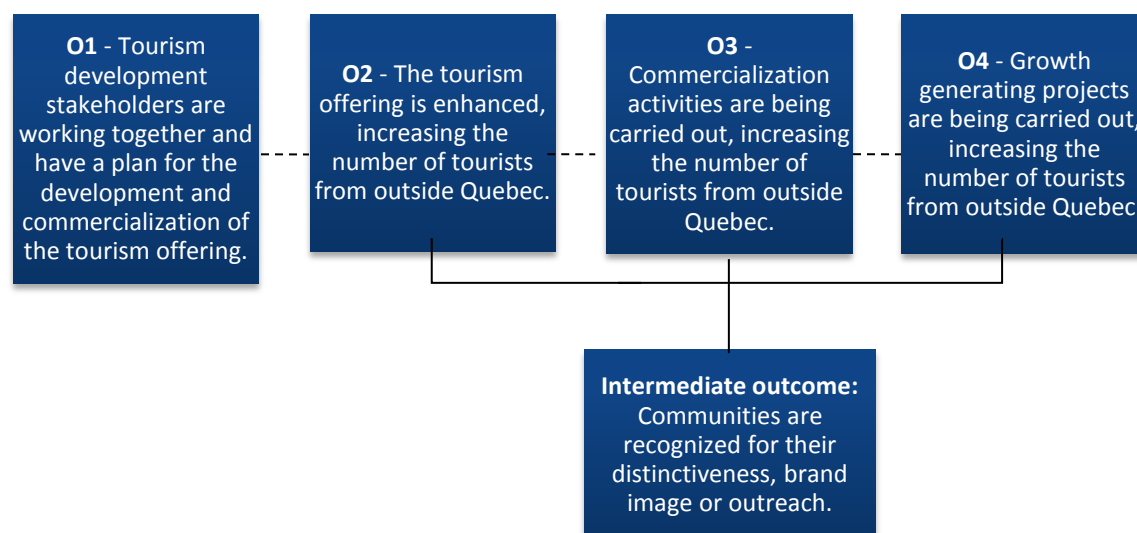 O1 - Tourism
development
stakeholders are
working together and
have a plan for the
development and
commercialization of
the tourism offering.
O2 - The tourism
offering is enhanced,
increasing the
number of tourists
from outside Quebec.
O3 -
Commercialization
activities are being
carried out, increasing
the number of
tourists from outside
Quebec.
O4 - Growth
generating projects
are being carried out,
increasing the
number of tourists
from outside Quebec
Intermediate outcome:
Communities are
recognized for their
distinctiveness, brand
image or outreach.